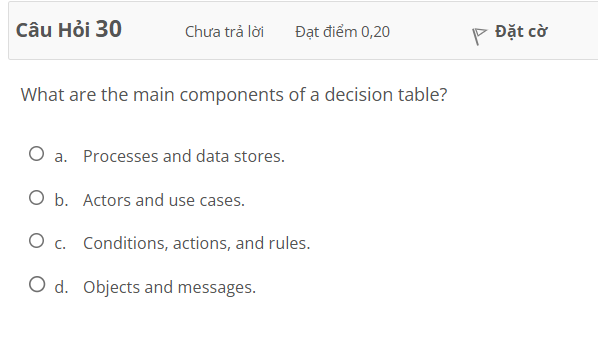 Câu Hỏi 30 Chưa trả lời Đạt điểm 0,20 Đặt cờ
What are the main components of a decision table?
a. Processes and data stores.
b. Actors and use cases.
c. Conditions, actions, and rules.
d. Objects and messages.